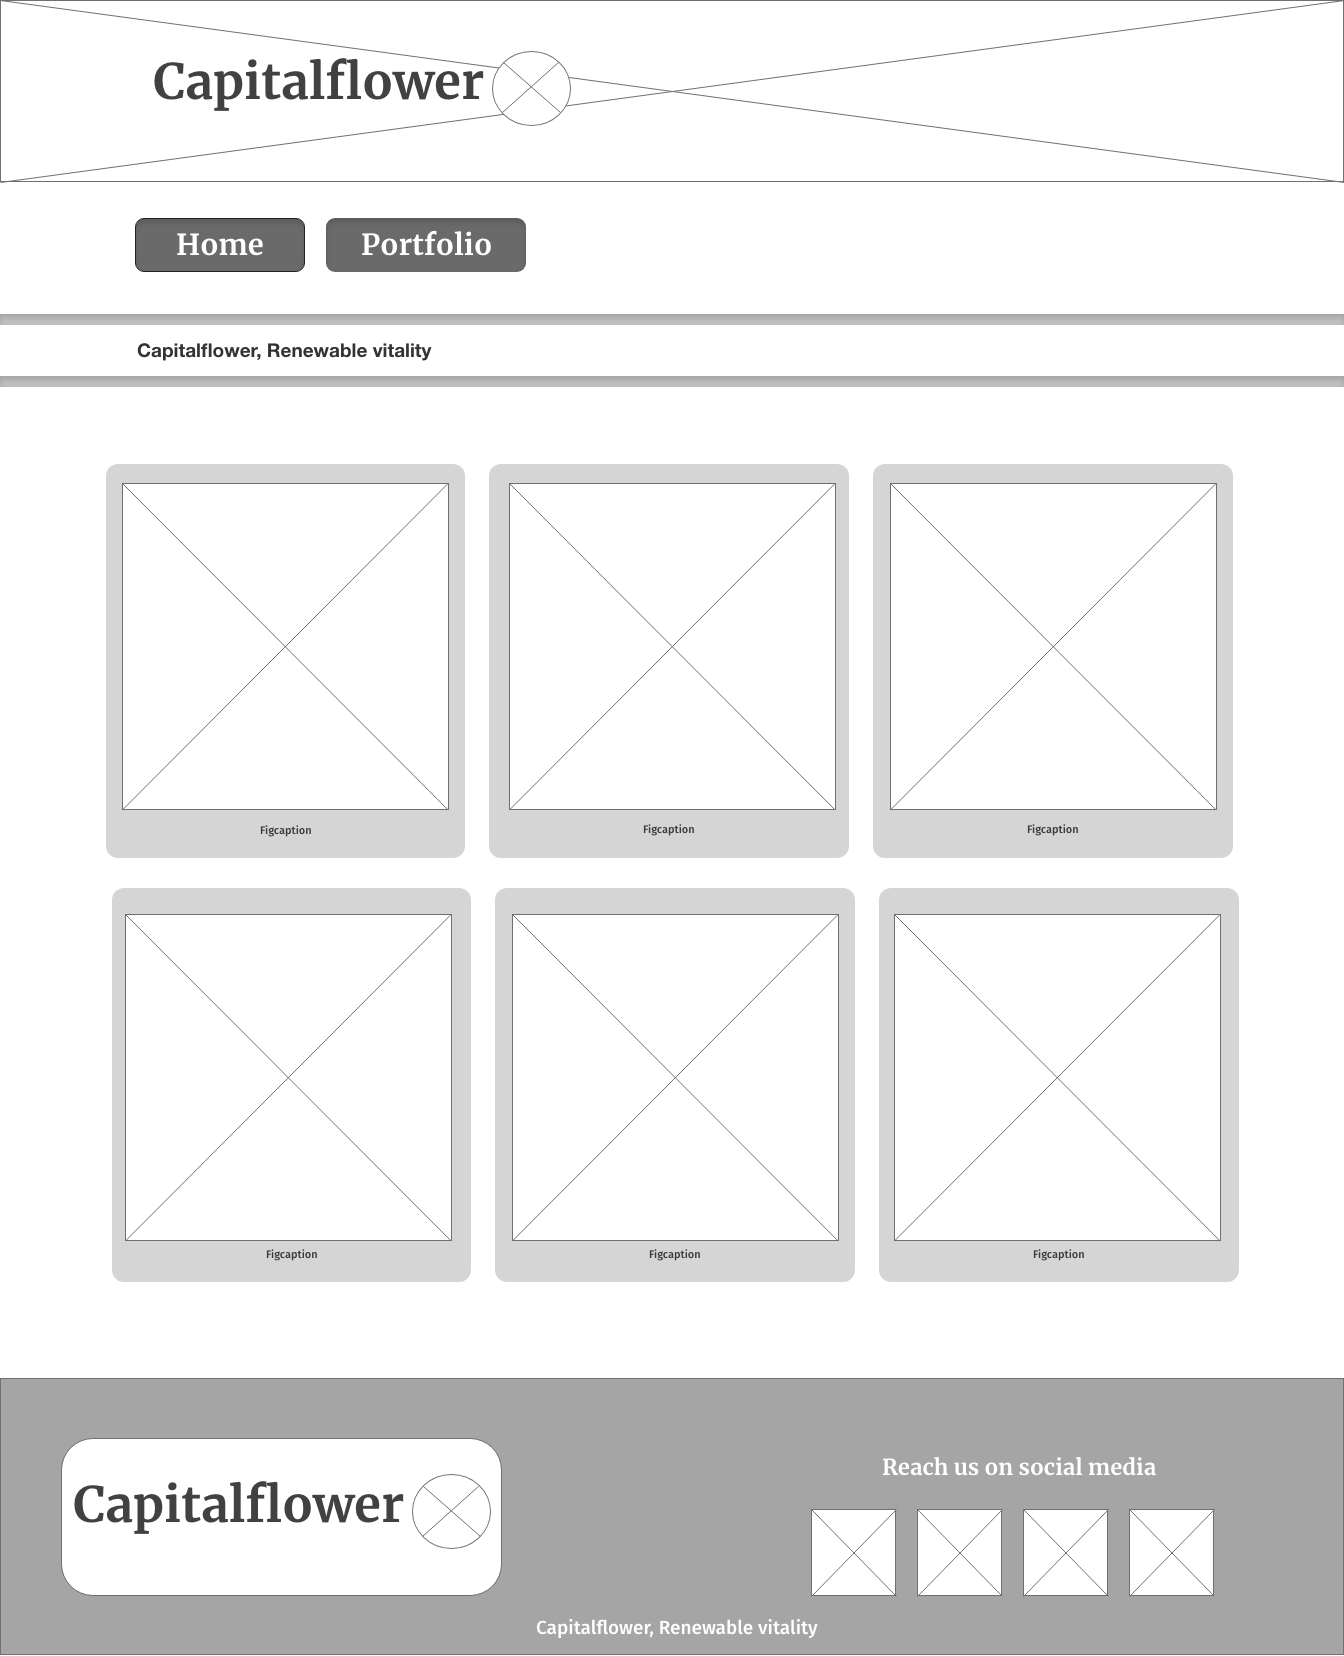 Capitalflower
Home
Portfolio
Capitalflower, Renewable vitality
Figcaption
Figcaption
Figcaption
Figcaption
Figcaption
Figcaption
Capitalflower
Reach us on social media
Capitalflower, Renewable vitality